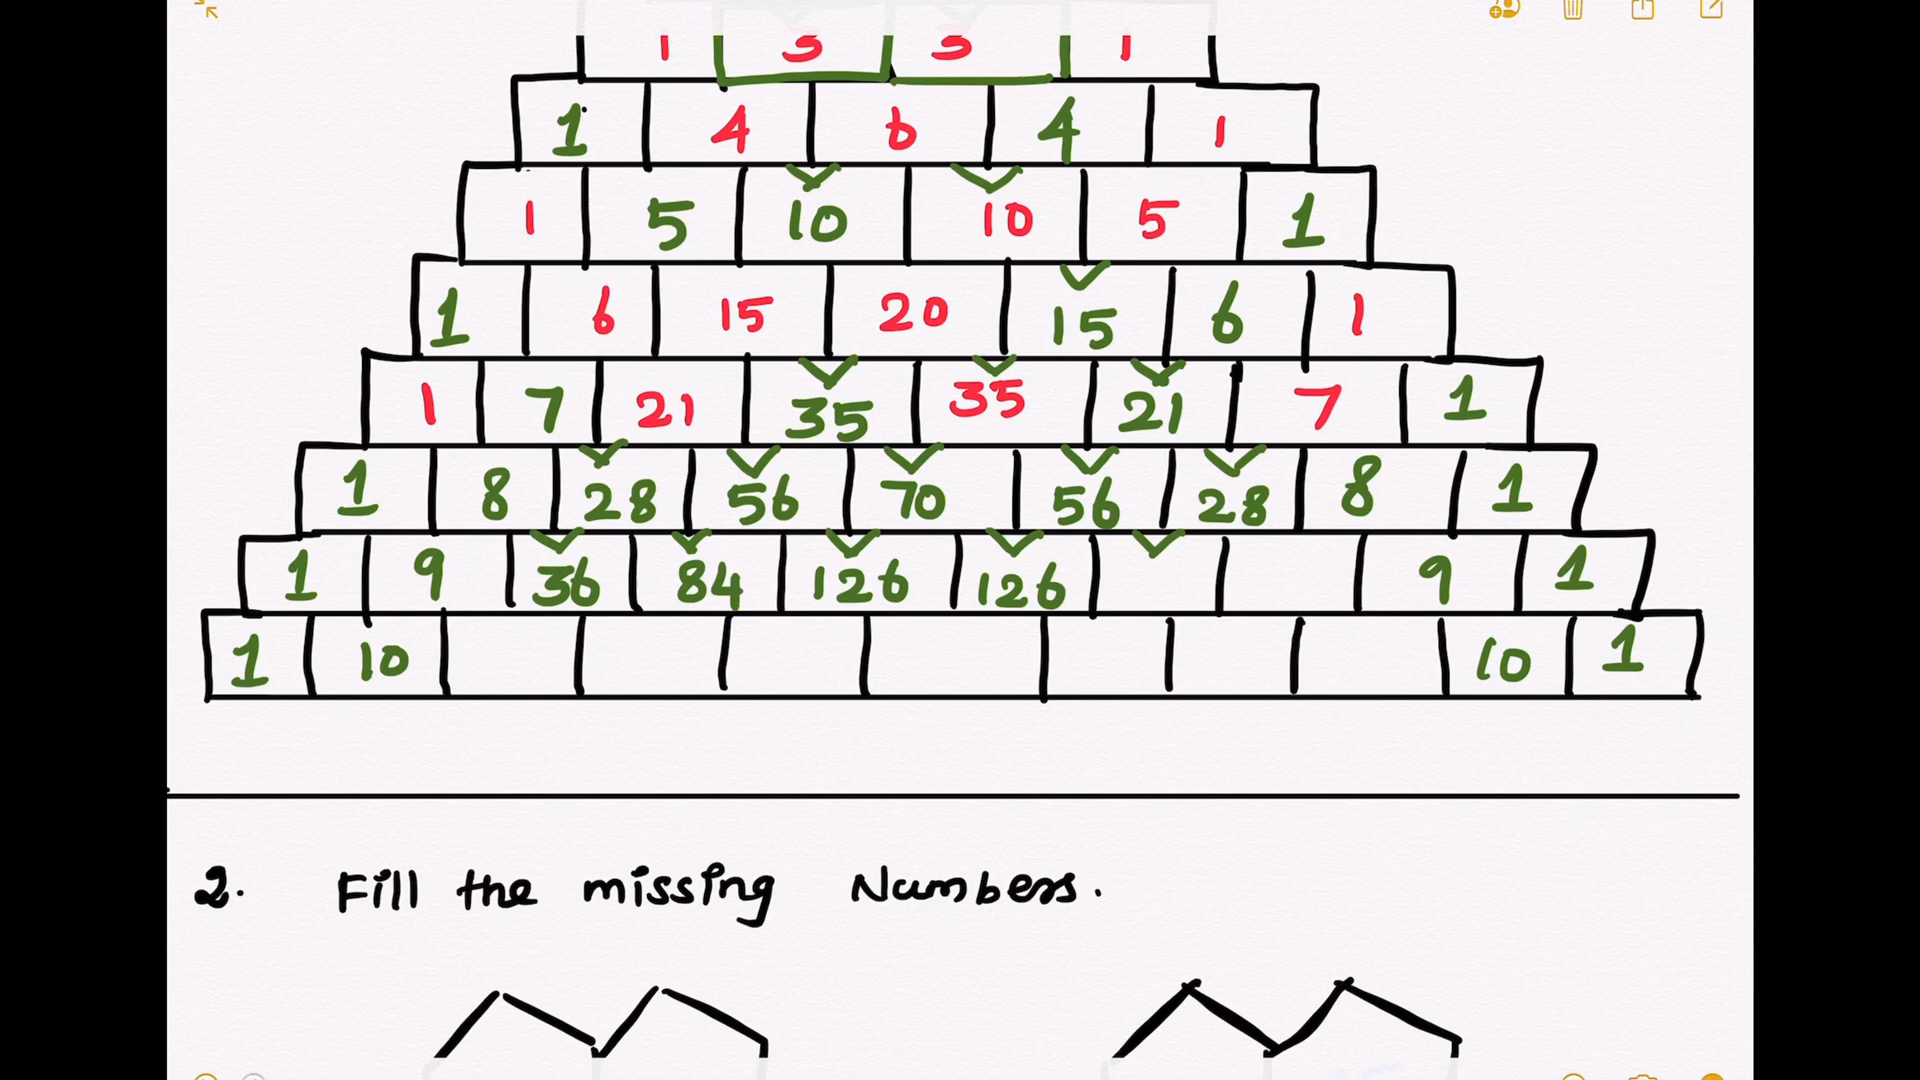 1 3 3 1
1 4 6 4 1
1 5 10 10 5 1
1 6 15 20 15 6 1
1 7 21 35 35 21 7 1
1 8 28 56 70 56 28 8 1
1 9 36 84 126 126 9 1
1 10 10 1
2. Fill the missing Numbers.